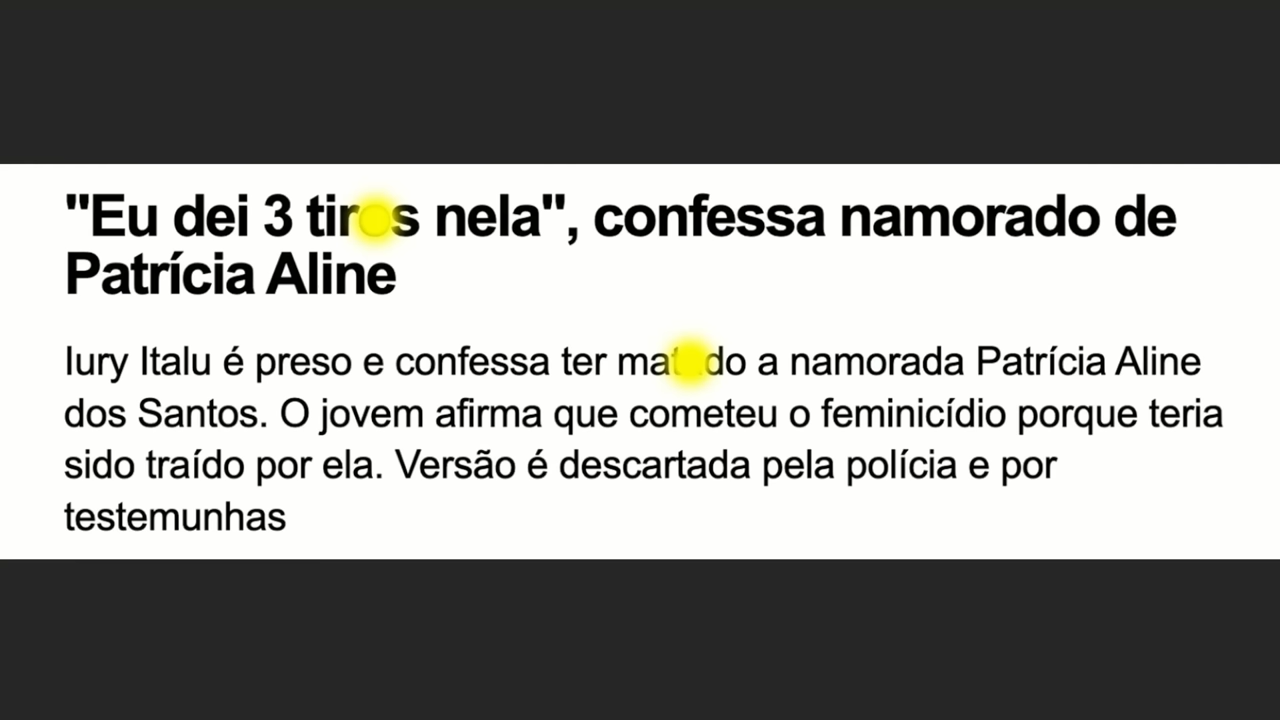 "Eu dei 3 tiros nela", confessa namorado de
Patrícia Aline
Iury Italu é preso e confessa ter matado a namorada Patrícia Aline
dos Santos. O jovem afirma que cometeu o feminicídio porque teria
sido traído por ela. Versão é descartada pela polícia e por
testemunhas